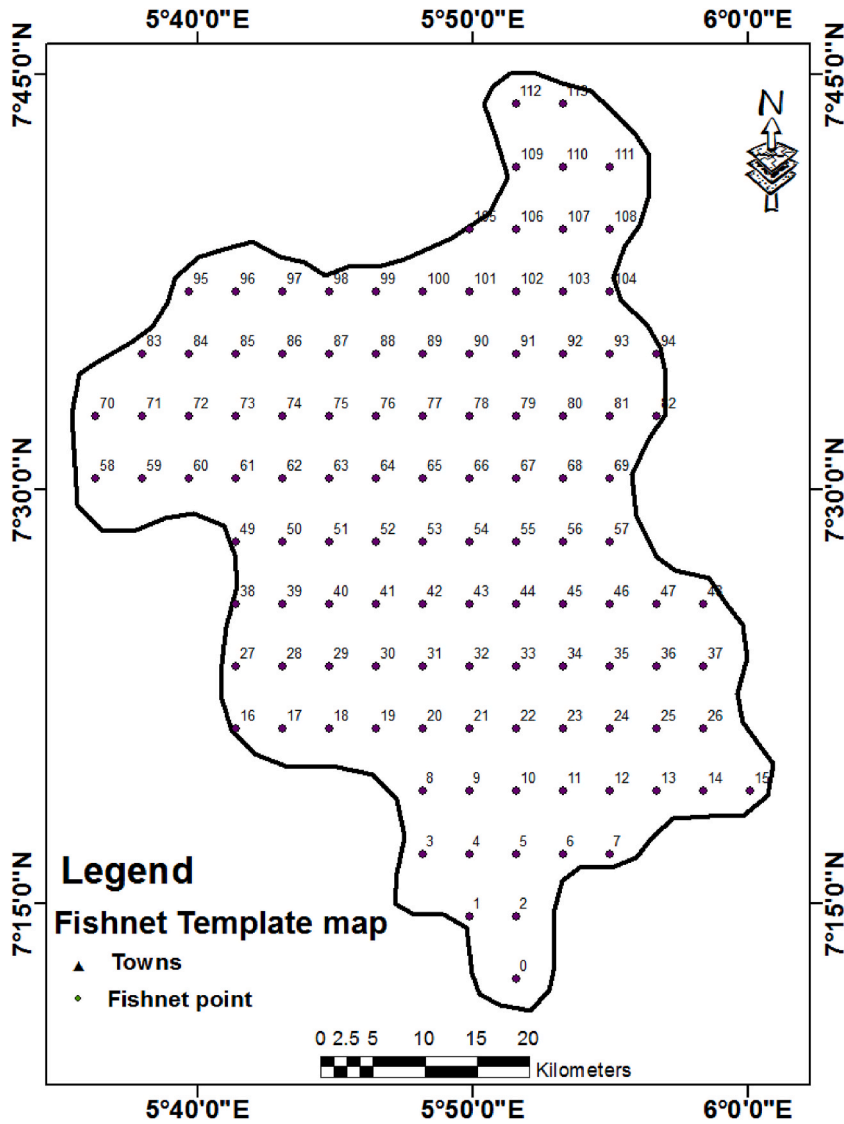 5°40'0"E 5°50'0"E 6°0'0"E
7°45'0"N 7°45'0"N
N
112 113
109 110 111
105 106 107 108
95 96 97 98 99 100 101 102 103 104
83 84 85 86 87 88 89 90 91 92 93 94
70 71 72 73 74 75 76 77 78 79 80 81 82
58 59 60 61 62 63 64 65 66 67 68 69
7°30'0"N 7°30'0"N
49 50 51 52 53 54 55 56 57
38 39 40 41 42 43 44 45 46 47 48
27 28 29 30 31 32 33 34 35 36 37
16 17 18 19 20 21 22 23 24 25 26
8 9 10 11 12 13 14 15
3 4 5 6 7
Legend
7°15'0"N 7°15'0"N
1 2
Fishnet Template map
Towns
0
Fishnet point
0 2.5 5 10 15 20
Kilometers
5°40'0"E 5°50'0"E 6°0'0"E